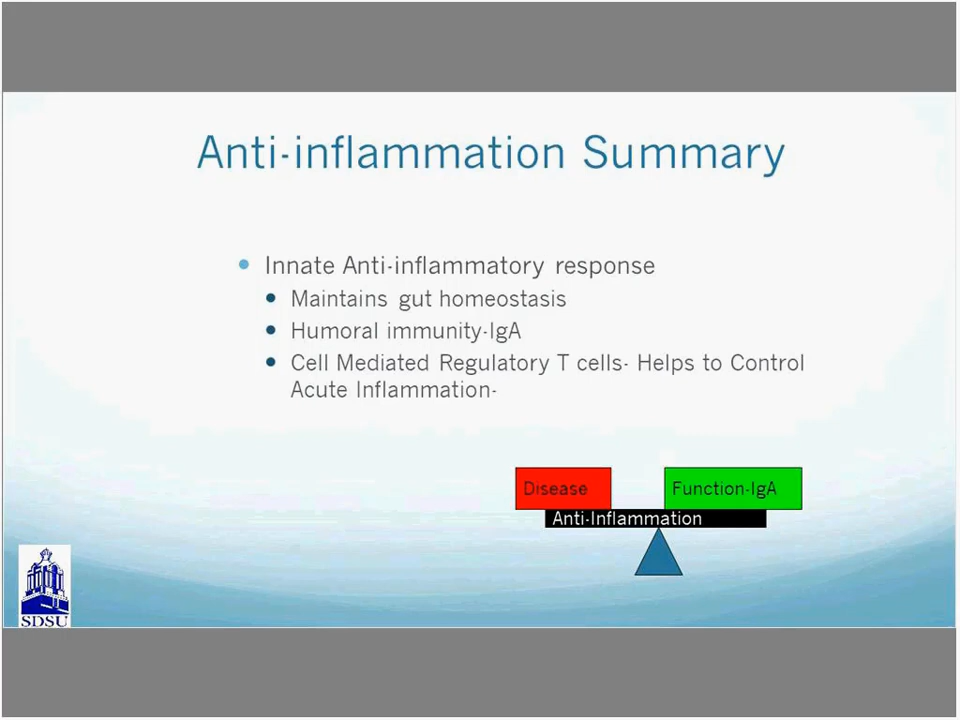 Anti-inflammation Summary
Innate Anti-inflammatory response
Maintains gut homeostasis
Humoral immunity-IgA
Cell Mediated Regulatory T cells- Helps to Control
Acute Inflammation-
Disease
Function-IgA
Anti-Inflammation
SDSU